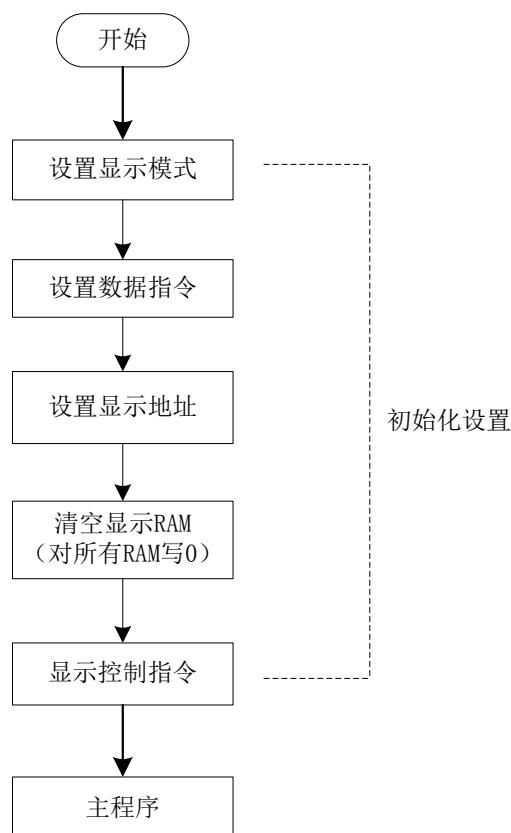 开始
设置显示模式
设置数据指令
设置显示地址
初始化设置
清空显示RAM
（对所有RAM写0）
显示控制指令
主程序